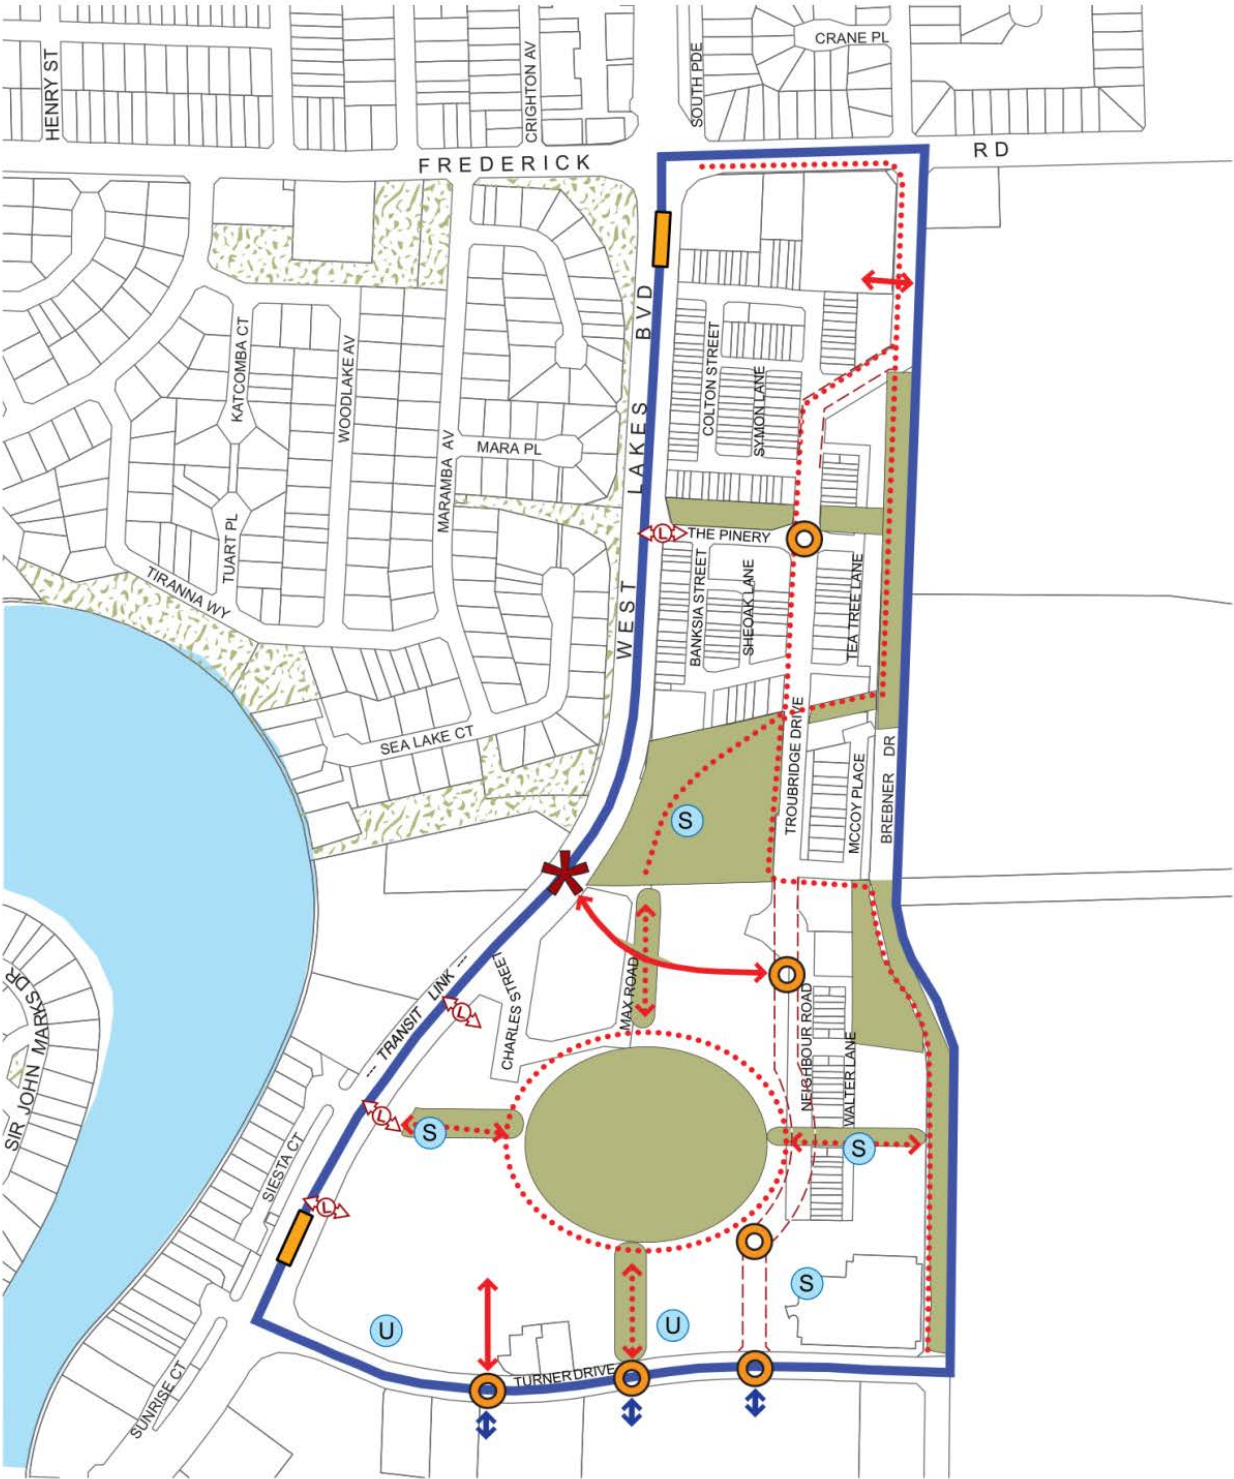 HENRY ST
CRIGHTON AV
SOUTH PDE
CRANE PL
FREDERICK
RD
WEST LAKES BVD
KATCOMBA CT
WOODLAKE AV
MARAMBA AV
MARA PL
COLTON STREET
SYMON LANE
L
THE PINERY
TUART PL
TIRANNA WY
BANKSIA STREET
SHEOAK LANE
TEA TREE LANE
SEA LAKE CT
TROUBRIDGE DRIVE
MCCOY PLACE
BREBNER DR
S
SIR JOHN MARKS DR
--- TRANSIT LINK ---
L
CHARLES STREET
MAX ROAD
NEIGHBOUR ROAD
WALTER LANE
L
S
S
SIESTA CT
L
S
U
U
TURNER DRIVE
SUNRISE CT